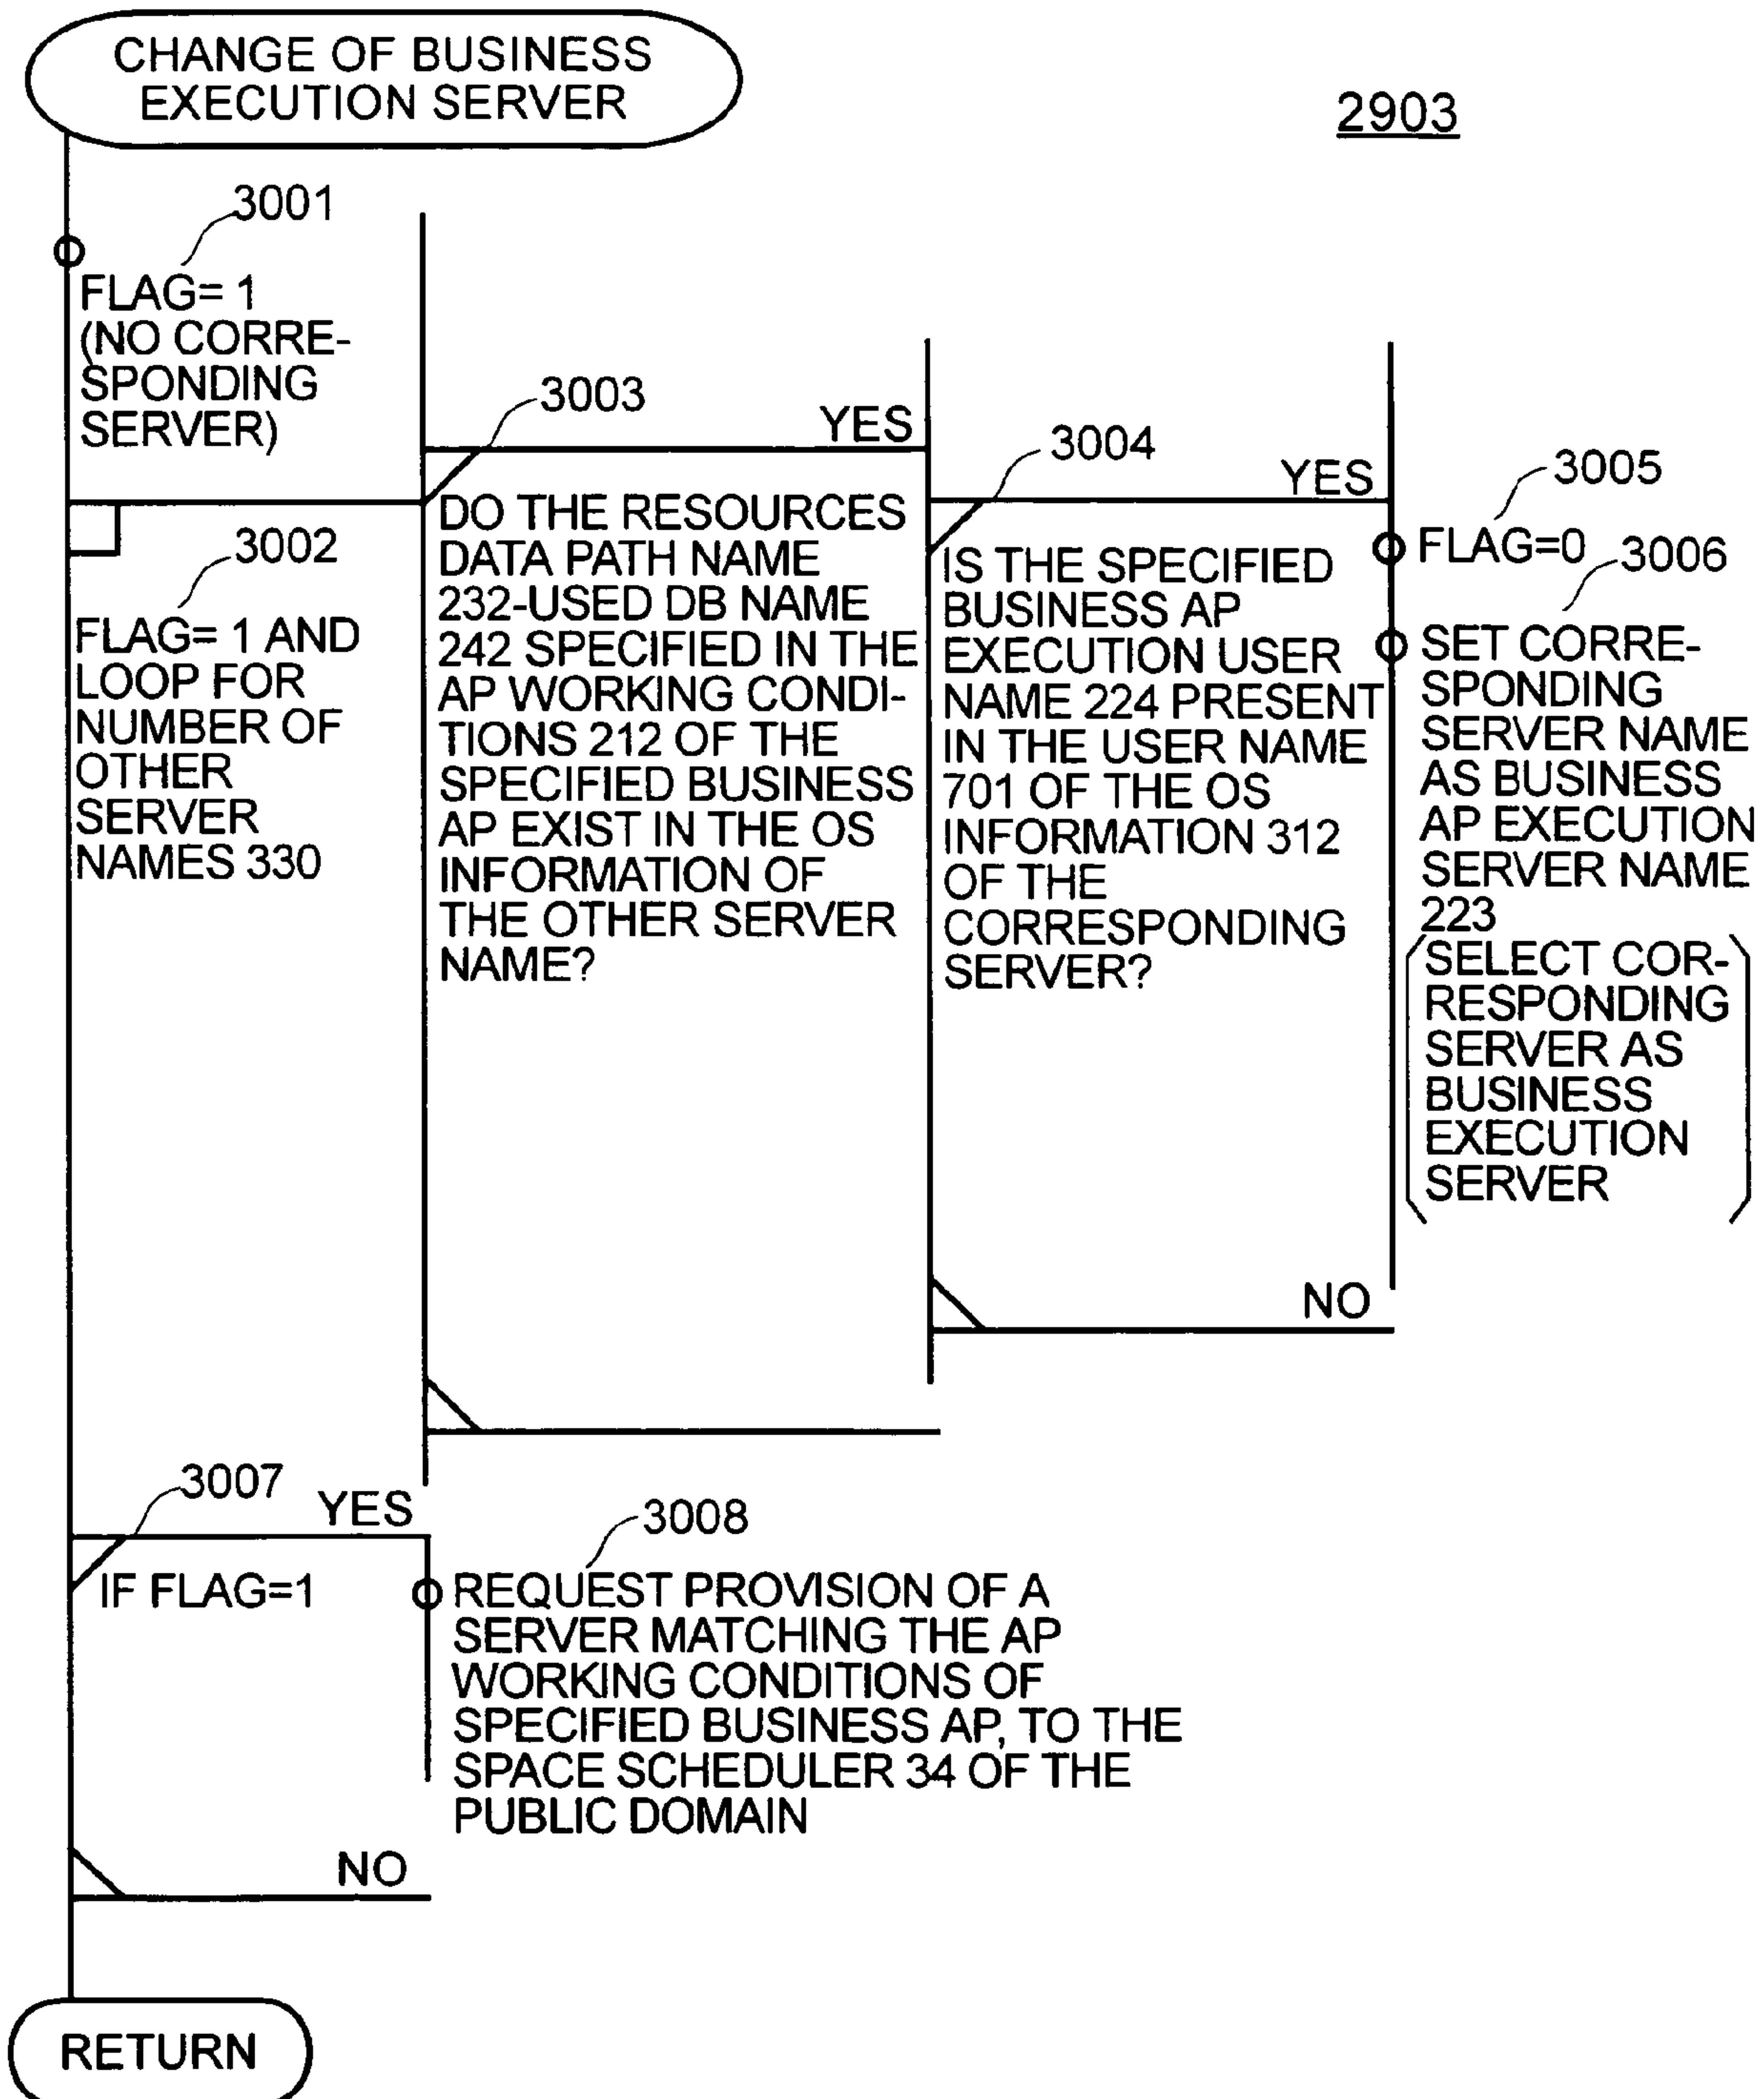 CHANGE OF BUSINESS
EXECUTION SERVER
2903
3001
FLAG= 1
(NO CORRE-
SPONDING
SERVER)
3002
FLAG= 1 AND
LOOP FOR
NUMBER OF
OTHER
SERVER
NAMES 330
3003
YES
DO THE RESOURCES
DATA PATH NAME
232-USED DB NAME
242 SPECIFIED IN THE
AP WORKING CONDI-
TIONS 212 OF THE
SPECIFIED BUSINESS
AP EXIST IN THE OS
INFORMATION OF
THE OTHER SERVER
NAME?
3004
YES
IS THE SPECIFIED
BUSINESS AP
EXECUTION USER
NAME 224 PRESENT
IN THE USER NAME
701 OF THE OS
INFORMATION 312
OF THE
CORRESPONDING
SERVER?
NO
3005
FLAG=0
3006
SET CORRE-
SPONDING
SERVER NAME
AS BUSINESS
AP EXECUTION
SERVER NAME
223
(SELECT COR-
RESPONDING
SERVER AS
BUSINESS
EXECUTION
SERVER)
3007
YES
IF FLAG=1
3008
REQUEST PROVISION OF A
SERVER MATCHING THE AP
WORKING CONDITIONS OF
SPECIFIED BUSINESS AP, TO THE
SPACE SCHEDULER 34 OF THE
PUBLIC DOMAIN
NO
RETURN